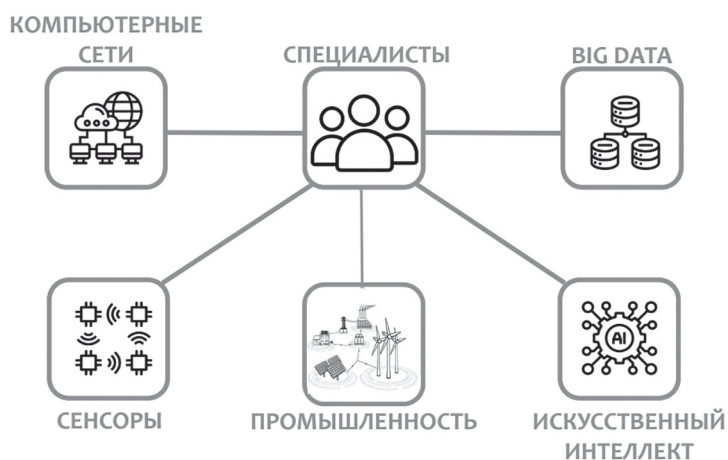 КОМПЬЮТЕРНЫЕ
СЕТИ
СПЕЦИАЛИСТЫ
BIG DATA
AI
СЕНСОРЫ
ПРОМЫШЛЕННОСТЬ
ИСКУССТВЕННЫЙ
ИНТЕЛЛЕКТ